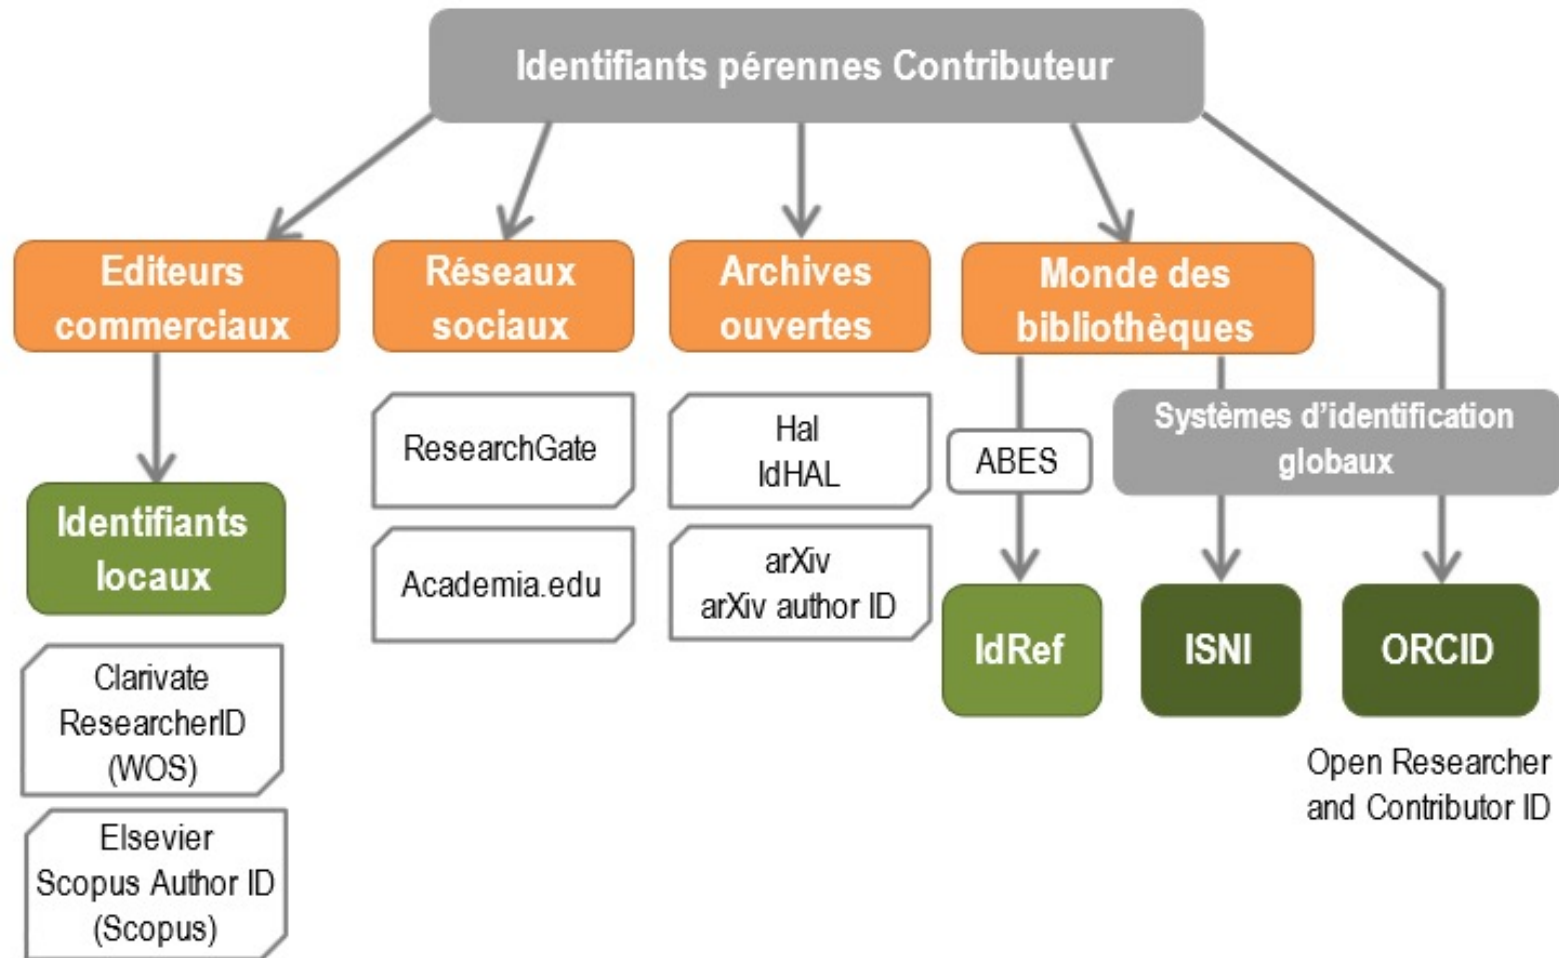 Identifiants pérennes Contributeur
Editeurs
commerciaux
Réseaux
sociaux
Archives
ouvertes
Monde des
bibliothèques
Identifiants
locaux
Clarivate
ResearcherID
(WOS)
Elsevier
Scopus Author ID
(Scopus)
ResearchGate
Academia.edu
Hal
IdHAL
arXiv
arXiv author ID
ABES
Systèmes d’identification
globaux
IdRef
ISNI
ORCID
Open Researcher
and Contributor ID